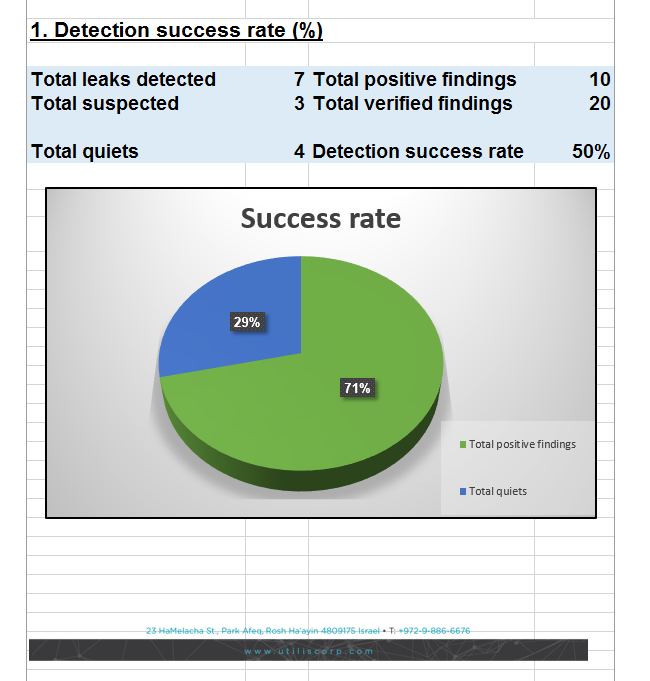 1. Detection success rate (%)
Total leaks detected 7 Total positive findings 10
Total suspected 3 Total verified findings 20
Total quiets 4 Detection success rate 50%
Success rate
29%
71%
Total positive findings
Total quiets
23 HaMelacha St., Park Afeq, Rosh Ha'ayin 4809175 Israel • T: +972-9-886-6676
www.utiliscorp.com